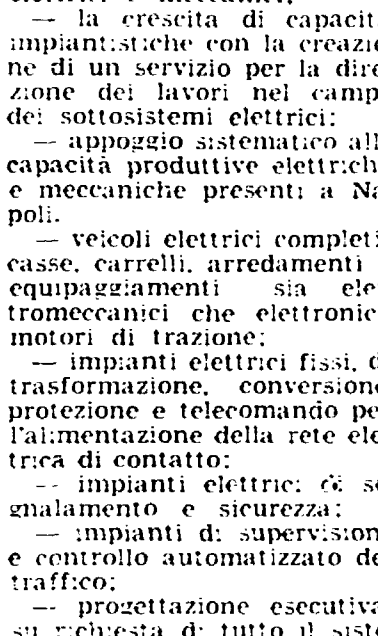 — la crescita di capacit
impiantistiche con la creazio
ne di un servizio per la dire
zione dei lavori nel camp
dei sottosistemi elettrici;
— appoggio sistematico all
capacità produttive elettrich
e meccaniche presenti a Na
poli.
— veicoli elettrici completi
casse, carrelli, arredamenti
equipaggiamenti sia ele
tromeccanici che elettronic
motori di trazione;
— impianti elettrici fissi, d
trasformazione, conversione
protezione e telecomando pe
l'alimentazione della rete ele
trica di contatto;
— impianti elettrici di se
gnalamento e sicurezza;
— impianti di supervision
e controllo automatizzato de
traffico;
— progettazione esecutiva
su richiesta di tutto il siste